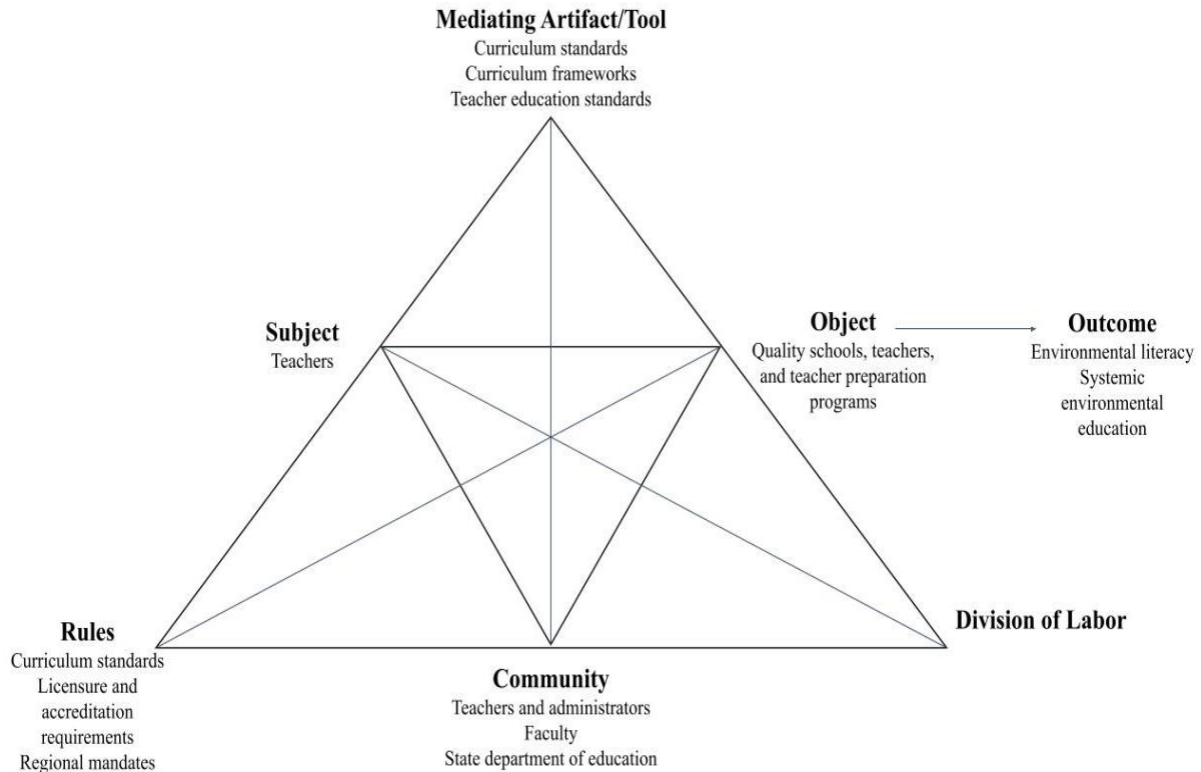 Mediating Artifact/Tool
Curriculum standards
Curriculum frameworks
Teacher education standards
Subject
Teachers
Object
Quality schools, teachers,
and teacher preparation
programs
Outcome
Environmental literacy
Systemic
environmental
education
Rules
Curriculum standards
Licensure and
accreditation
requirements
Regional mandates
Community
Teachers and administrators
Faculty
State department of education
Division of Labor